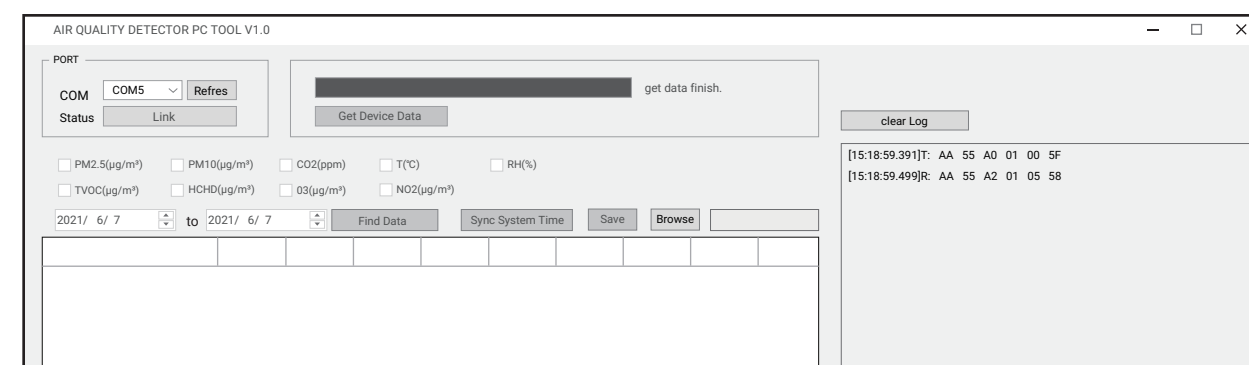 AIR QUALITY DETECTOR PC TOOL V1.0
PORT
COM COM5 Refres
Status Link
get data finish.
Get Device Data
clear Log
[15:18:59.391]T: AA 55 A0 01 00 5F
[15:18:59.499]R: AA 55 A2 01 05 58
PM2.5(μg/m³) PM10(μg/m³) CO2(ppm) T(℃) RH(%)
TVOC(μg/m³) HCHD(μg/m³) 03(μg/m³) NO2(μg/m³)
2021/ 6/ 7 to 2021/ 6/ 7 Find Data Sync System Time Save Browse